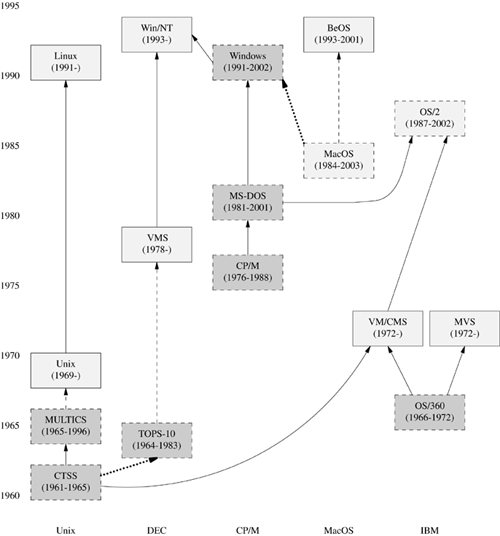 1995
Win/NT
(1993-)
BeOS
(1993-2001)
Linux
(1991-)
Windows
(1991-2002)
1990
OS/2
(1987-2002)
1985
MacOS
(1984-2003)
MS-DOS
(1981-2001)
1980
VMS
(1978-)
CP/M
(1976-1988)
1975
VM/CMS
(1972-)
MVS
(1972-)
1970
Unix
(1969-)
MULTICS
(1965-1996)
OS/360
(1966-1972)
1965
TOPS-10
(1964-1983)
CTSS
(1961-1965)
1960
Unix DEC CP/M MacOS IBM